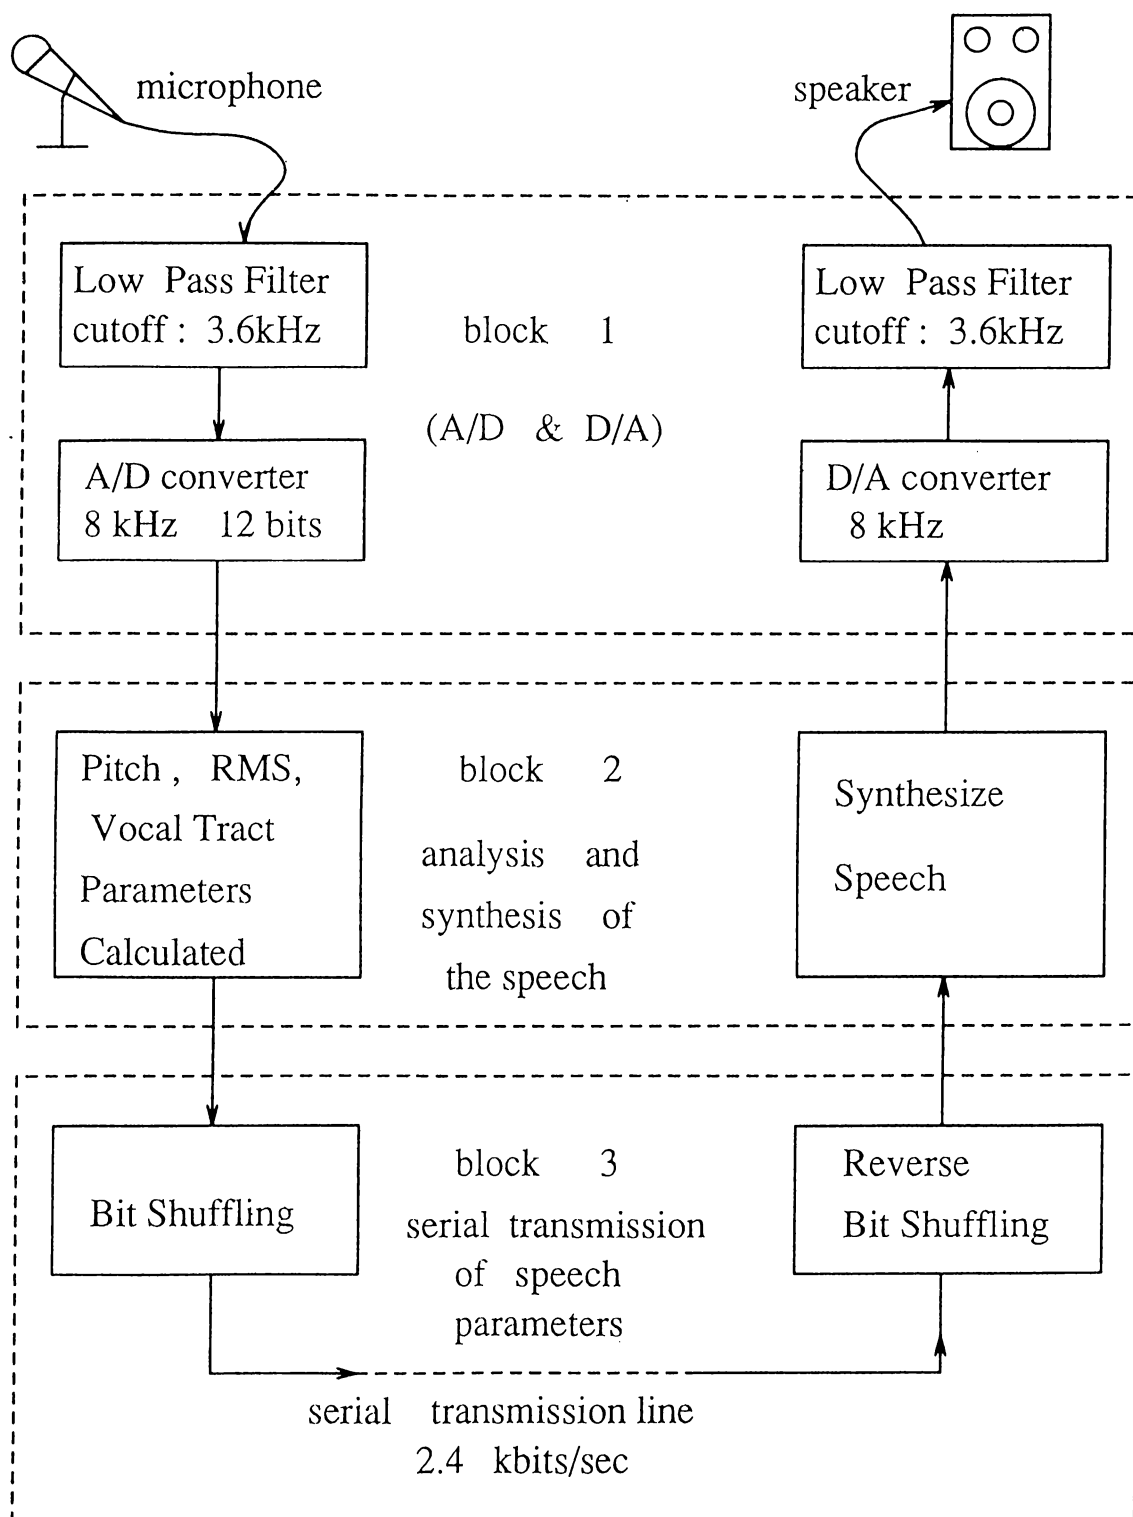 microphone
speaker
Low Pass Filter
cutoff : 3.6kHz
block 1
(A/D & D/A)
Low Pass Filter
cutoff : 3.6kHz
A/D converter
8 kHz 12 bits
D/A converter
8 kHz
Pitch , RMS,
Vocal Tract
Parameters
Calculated
block 2
analysis and
synthesis of
the speech
Synthesize
Speech
Bit Shuffling
block 3
serial transmission
of speech
parameters
Reverse
Bit Shuffling
serial transmission line
2.4 kbits/sec